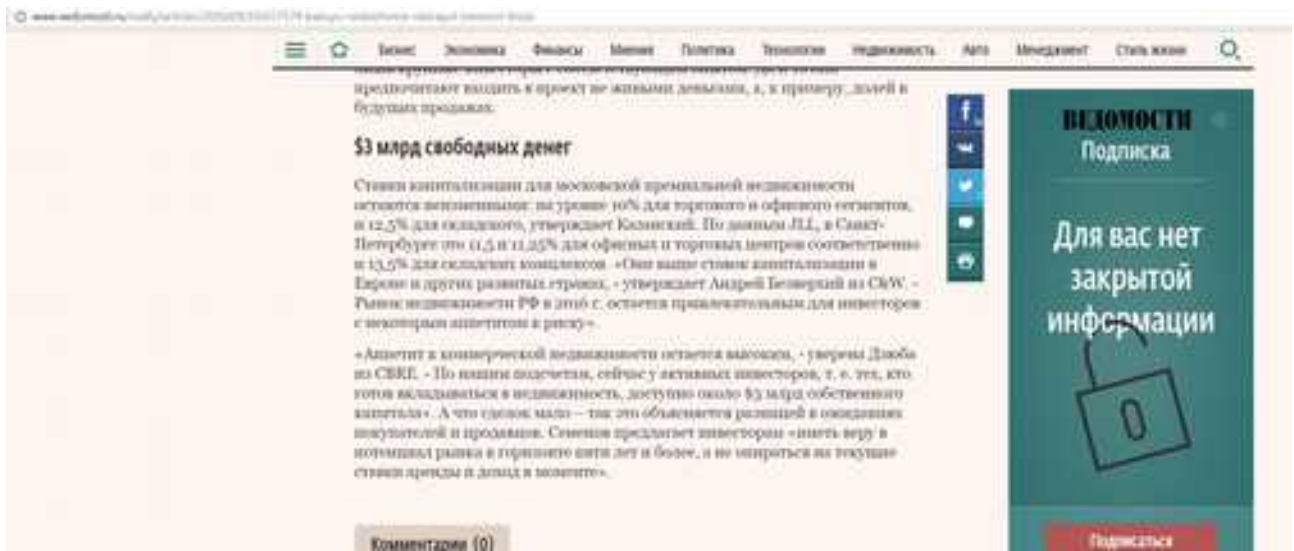 Бизнес Экономика Финансы Мнения Политика Технологии Недвижимость Авто Менеджмент Стиль жизни
предпочитают входить в проект не живыми деньгами, а, к примеру, долей в
будущих продажах.
$3 млрд свободных денег
Ставки капитализации для московской премиальной недвижимости
остаются неизменными: на уровне 10% для торгового и офисного сегментов,
и 12,5% для складского, утверждает Казанский. По данным JLL, в Санкт-
Петербурге это 11,5 и 11,25% для офисных и торговых центров соответственно
и 13,5% для складских комплексов. «Они выше ставок капитализации в
Европе и других развитых странах, - утверждает Андрей Безверхий из C&W. -
Рынок недвижимости РФ в 2016 г. остается привлекательным для инвесторов
с некоторым аппетитом к риску».
«Аппетит к коммерческой недвижимости остается высоким, - уверена Дзюба
из CBRE. - По нашим подсчетам, сейчас у активных инвесторов, т. е. тех, кто
готов вкладываться в недвижимость, доступно около $3 млрд собственного
капитала». А что сделок мало – так это объясняется разницей в ожиданиях
покупателей и продавцов. Семенов предлагает инвесторам «иметь веру в
потенциал рынка в горизонте пяти лет и более, а не опираться на текущие
ставки аренды и доход в моменте».
Комментарии (0)
ВЕДОМОСТИ
Подписка
Для вас нет
закрытой
информации
Подписаться